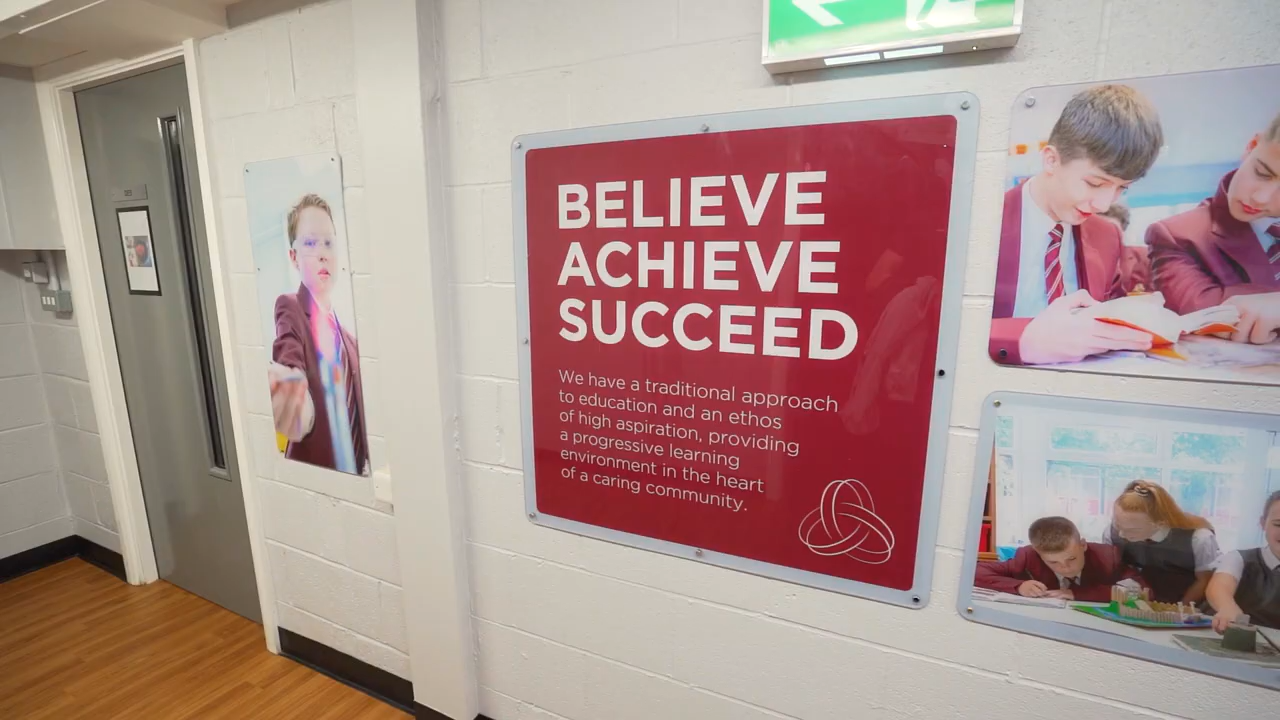 BELIEVE
ACHIEVE
SUCCEED
We have a traditional approach
to education and an ethos
of high aspiration, providing
a progressive learning
environment in the heart
of a caring community.